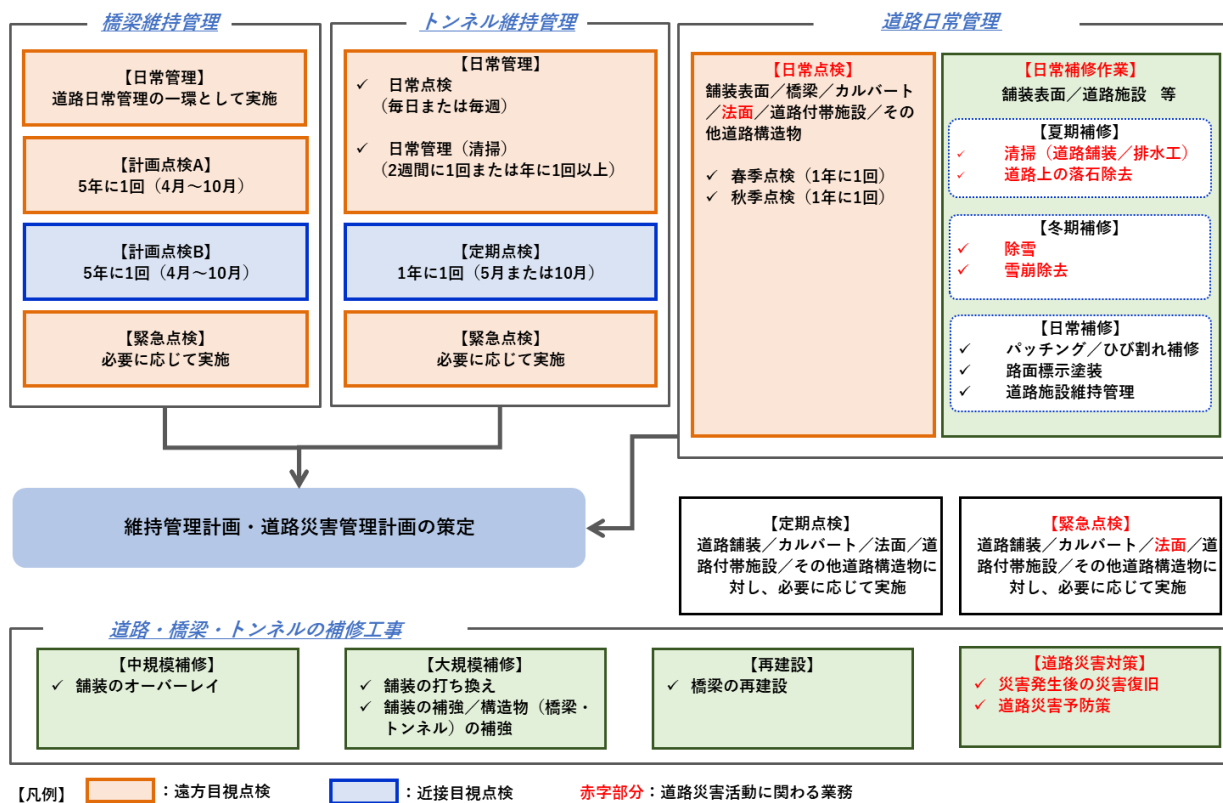 橋梁維持管理
【日常管理】
道路日常管理の一環として実施
【計画点検A】
5年に1回（4月～10月）
【計画点検B】
5年に1回（4月～10月）
【緊急点検】
必要に応じて実施
トンネル維持管理
【日常管理】
✓ 日常点検
（毎日または毎週）
✓ 日常管理（清掃）
（2週間に1回または年に1回以上）
【定期点検】
1年に1回（5月または10月）
【緊急点検】
必要に応じて実施
道路日常管理
【日常点検】
舗装表面／橋梁／カルバート
／法面／道路付帯施設／その
他道路構造物
✓ 春季点検（1年に1回）
✓ 秋季点検（1年に1回）
【日常補修作業】
舗装表面／道路施設　等
【夏期補修】
✓ 清掃（道路舗装／排水工）
✓ 道路上の落石除去
【冬期補修】
✓ 除雪
✓ 雪崩除去
【日常補修】
✓ パッチング／ひび割れ補修
✓ 路面標示塗装
✓ 道路施設維持管理
維持管理計画・道路災害管理計画の策定
【定期点検】
道路舗装／カルバート／法面／道
路付帯施設／その他道路構造物に
対し、必要に応じて実施
【緊急点検】
道路舗装／カルバート／法面／道
路付帯施設／その他道路構造物に
対し、必要に応じて実施
道路・橋梁・トンネルの補修工事
【中規模補修】
✓ 舗装のオーバーレイ
【大規模補修】
✓ 舗装の打ち換え
✓ 舗装の補強／構造物（橋梁・
トンネル）の補強
【再建設】
✓ 橋梁の再建設
【道路災害対策】
✓ 災害発生後の災害復旧
✓ 道路災害予防策
【凡例】 ：遠方目視点検 ：近接目視点検 赤字部分：道路災害活動に関わる業務